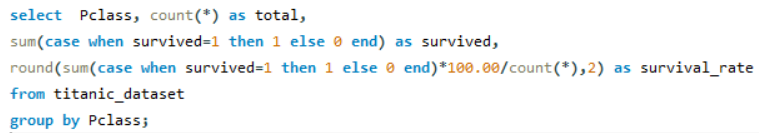 select  Pclass, count(*) as total,
sum(case when survived=1 then 1 else 0 end) as survived,
round(sum(case when survived=1 then 1 else 0 end)*100.00/count(*),2) as survival_rate
from titanic_dataset
group by Pclass;